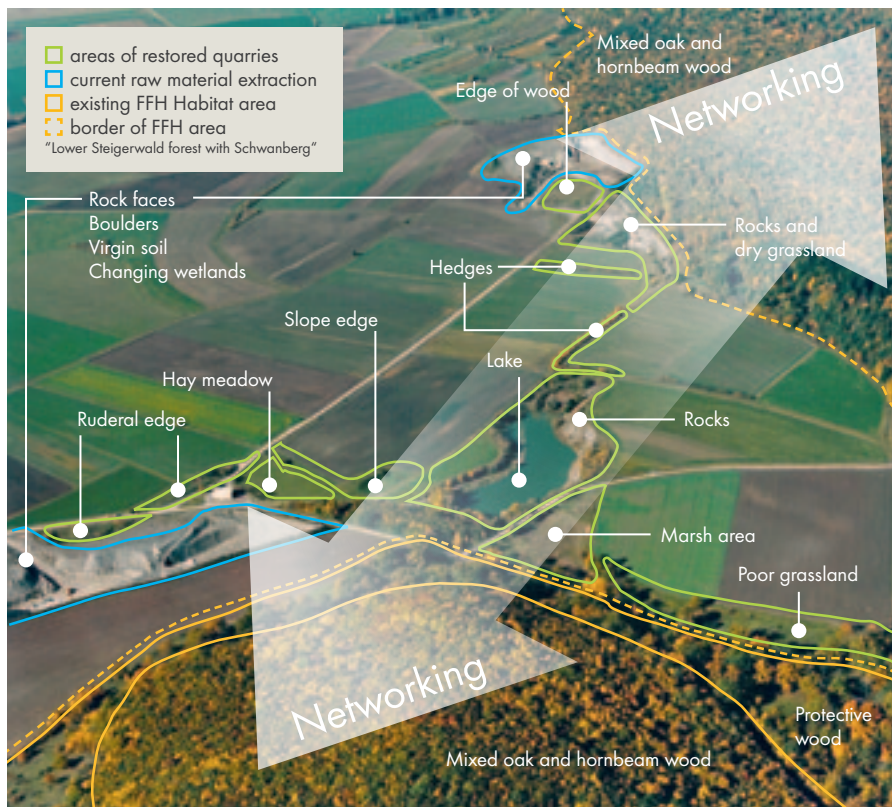 areas of restored quarries
current raw material extraction
existing FFH Habitat area
border of FFH area
“Lower Steigerwald forest with Schwanberg”
Mixed oak and
hornbeam wood
Networking
Edge of wood
Rock faces
Boulders
Virgin soil
Changing wetlands
Rocks and
dry grassland
Hedges
Slope edge
Lake
Hay meadow
Ruderal edge
Rocks
Marsh area
Poor grassland
Networking
Protective
wood
Mixed oak and hornbeam wood